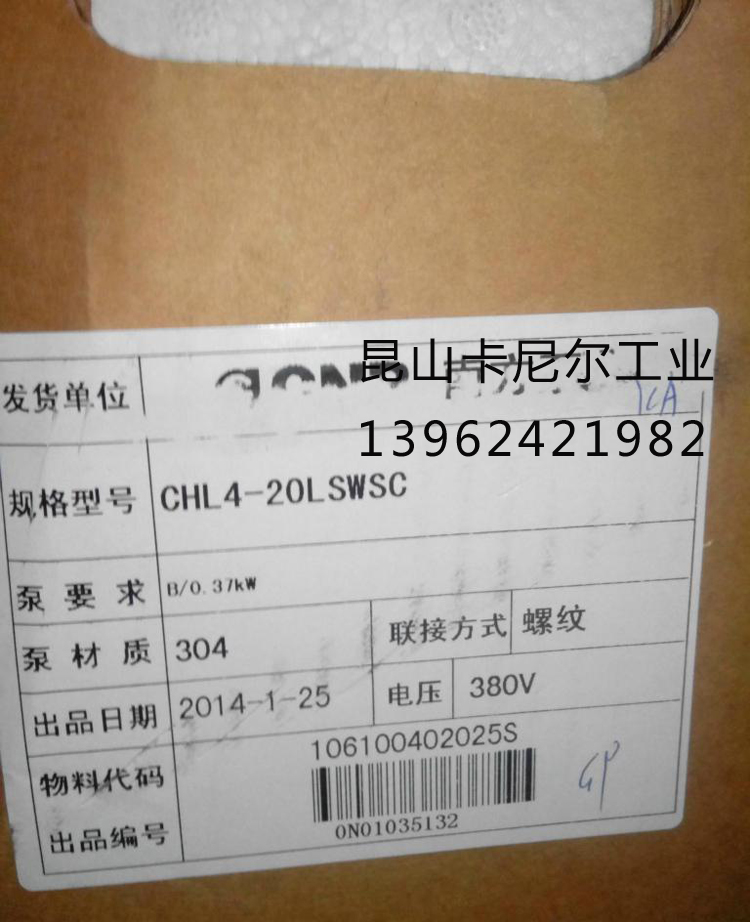 昆山卡尼尔工业
发货单位
13962421982
规格型号 CHL4-20LSWSC
泵要求 B/0.37kW
泵材质 304 联接方式 螺纹
出品日期 2014-1-25 电压 380V
物料代码 106100402025S
出品编号 0N01035132
GP